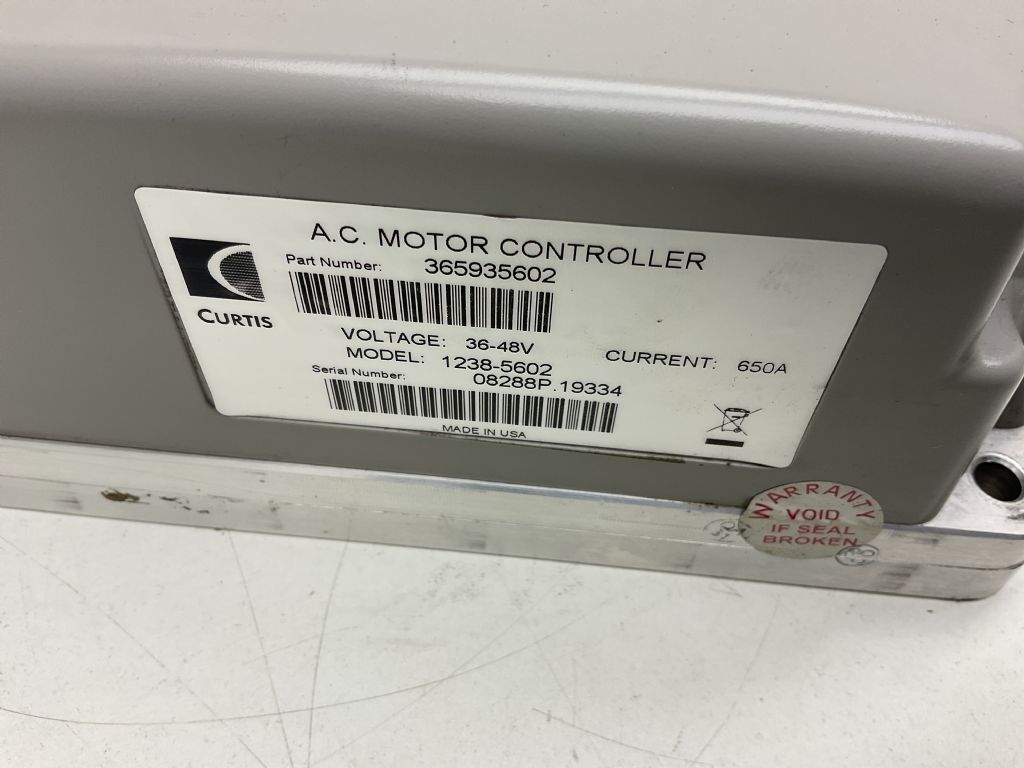 A.C. MOTOR CONTROLLER
Part Number: 365935602
CURTIS
VOLTAGE: 36-48V
CURRENT: 650A
MODEL: 1238-5602
Serial Number: 08288P.19334
MADE IN USA
WARRANTY
VOID
IF SEAL
BROKEN